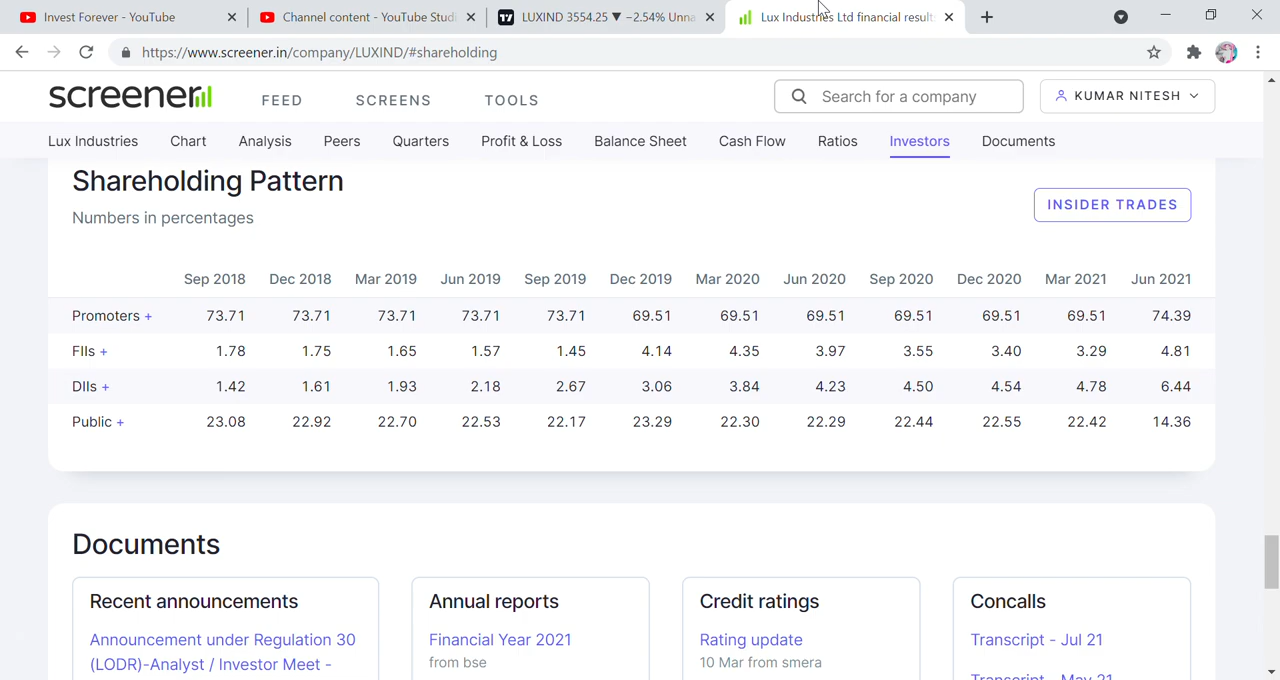 Invest Forever - YouTube
Channel content - YouTube Studi
LUXIND 3554.25 ▼ −2.54% Unna
Lux Industries Ltd financial result
https://www.screener.in/company/LUXIND/#shareholding
screener
FEED SCREENS TOOLS
Search for a company
KUMAR NITESH
Lux Industries Chart Analysis Peers Quarters Profit & Loss Balance Sheet Cash Flow Ratios Investors Documents
Shareholding Pattern
Numbers in percentages
INSIDER TRADES
Sep 2018 Dec 2018 Mar 2019 Jun 2019 Sep 2019 Dec 2019 Mar 2020 Jun 2020 Sep 2020 Dec 2020 Mar 2021 Jun 2021
Promoters + 73.71 73.71 73.71 73.71 73.71 69.51 69.51 69.51 69.51 69.51 69.51 74.39
FIIs + 1.78 1.75 1.65 1.57 1.45 4.14 4.35 3.97 3.55 3.40 3.29 4.81
DIIs + 1.42 1.61 1.93 2.18 2.67 3.06 3.84 4.23 4.50 4.54 4.78 6.44
Public + 23.08 22.92 22.70 22.53 22.17 23.29 22.30 22.29 22.44 22.55 22.42 14.36
Documents
Recent announcements
Announcement under Regulation 30
(LODR)-Analyst / Investor Meet -
Annual reports
Financial Year 2021
from bse
Credit ratings
Rating update
10 Mar from smera
Concalls
Transcript - Jul 21
Transcript - May 21